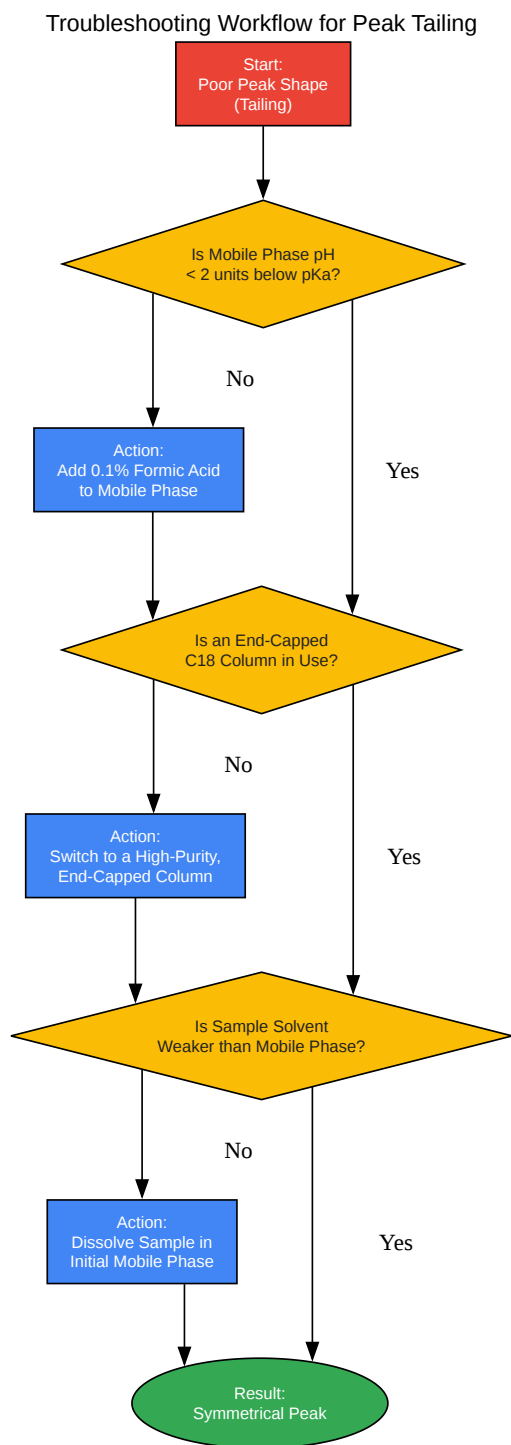 Troubleshooting Workflow for Peak Tailing
Start:
Poor Peak Shape
(Tailing)
Is Mobile Phase pH
< 2 units below pKa?
No
Action:
Add 0.1% Formic Acid
to Mobile Phase
Yes
Is an End-Capped
C18 Column in Use?
No
Action:
Switch to a High-Purity,
End-Capped Column
Yes
Is Sample Solvent
Weaker than Mobile Phase?
No
Action:
Dissolve Sample in
Initial Mobile Phase
Yes
Result:
Symmetrical Peak